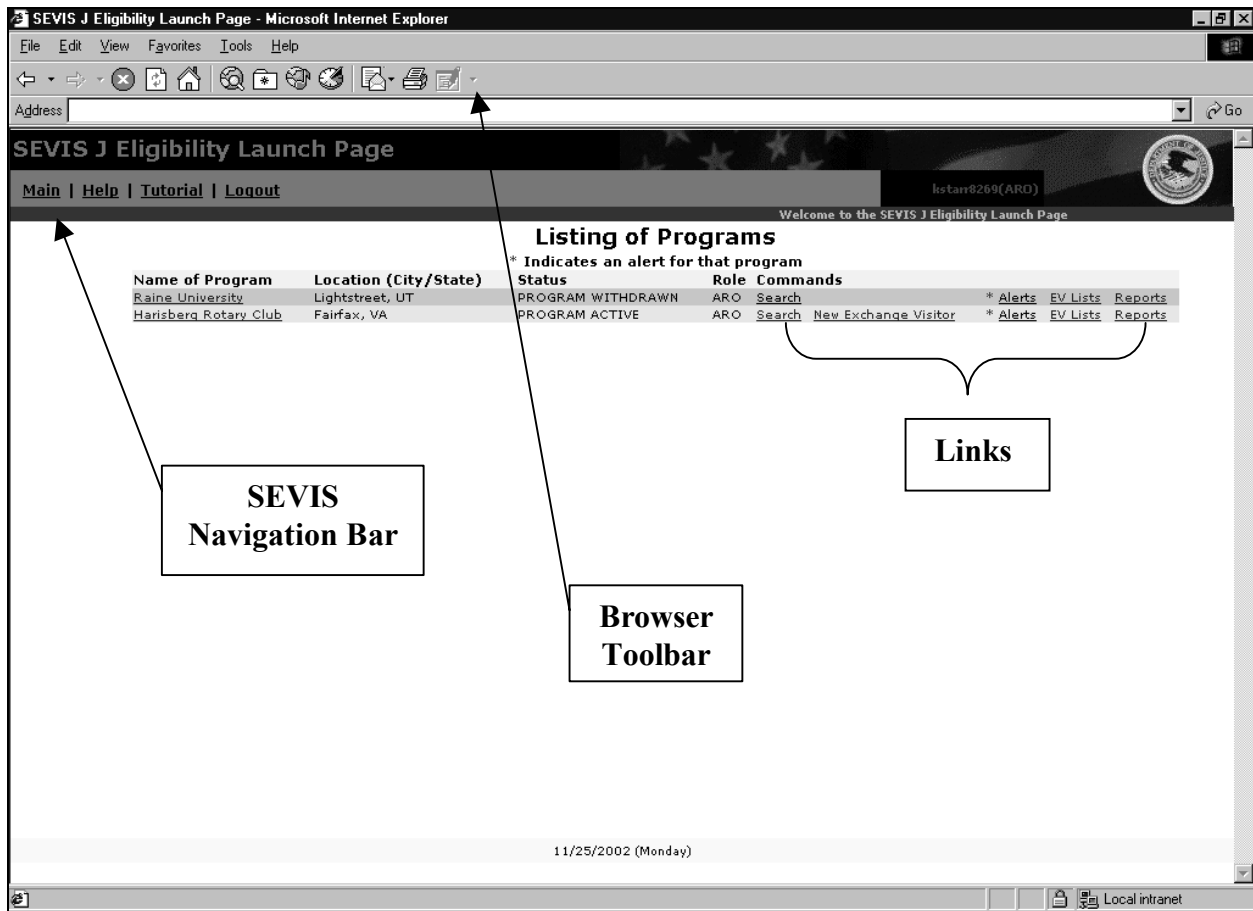 SEVIS J Eligibility Launch Page - Microsoft Internet Explorer
File Edit View Favorites Tools Help
Address
Go
SEVIS J Eligibility Launch Page
Main | Help | Tutorial | Logout
kstarr8269(ARO)
Welcome to the SEVIS J Eligibility Launch Page
Listing of Programs
* Indicates an alert for that program
Name of Program Location (City/State) Status Role Commands
Raine University Lightstreet, UT PROGRAM WITHDRAWN ARO Search * Alerts EV Lists Reports
Harisberg Rotary Club Fairfax, VA PROGRAM ACTIVE ARO Search New Exchange Visitor * Alerts EV Lists Reports
Links
SEVIS
Navigation Bar
Browser
Toolbar
11/25/2002 (Monday)
Local intranet